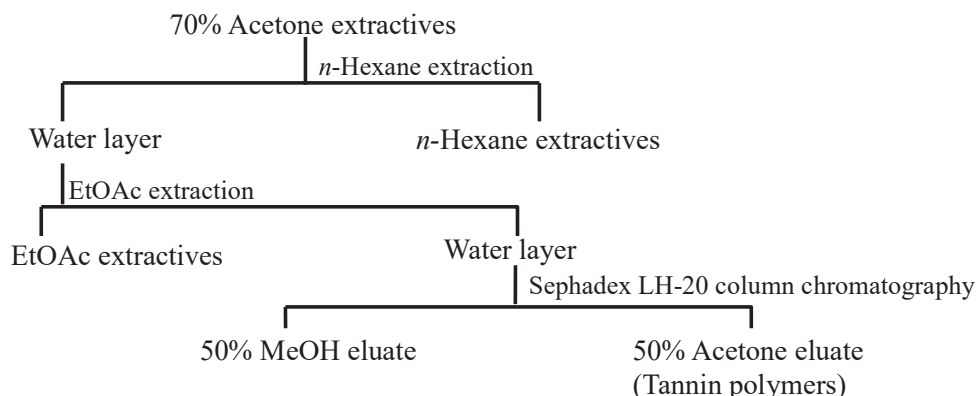 70% Acetone extractives
n-Hexane extraction
Water layer
n-Hexane extractives
EtOAc extraction
EtOAc extractives
Water layer
Sephadex LH-20 column chromatography
50% MeOH eluate
50% Acetone eluate
(Tannin polymers)